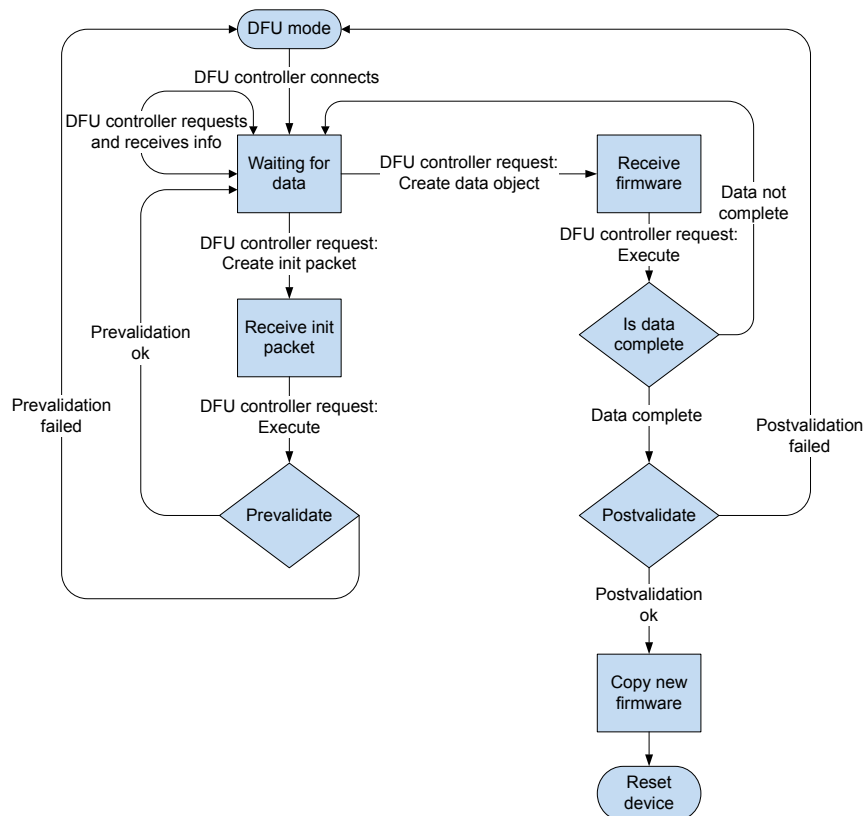 DFU mode
DFU controller connects
DFU controller requests
and receives info
Waiting for
data
DFU controller request:
Create data object
Receive
firmware
Data not
complete
DFU controller request:
Create init packet
DFU controller request:
Execute
Receive init
packet
Is data
complete
Prevalidation
ok
Prevalidation
failed
DFU controller request:
Execute
Data complete
Postvalidation
failed
Prevalidate
Postvalidate
Postvalidation
ok
Copy new
firmware
Reset
device